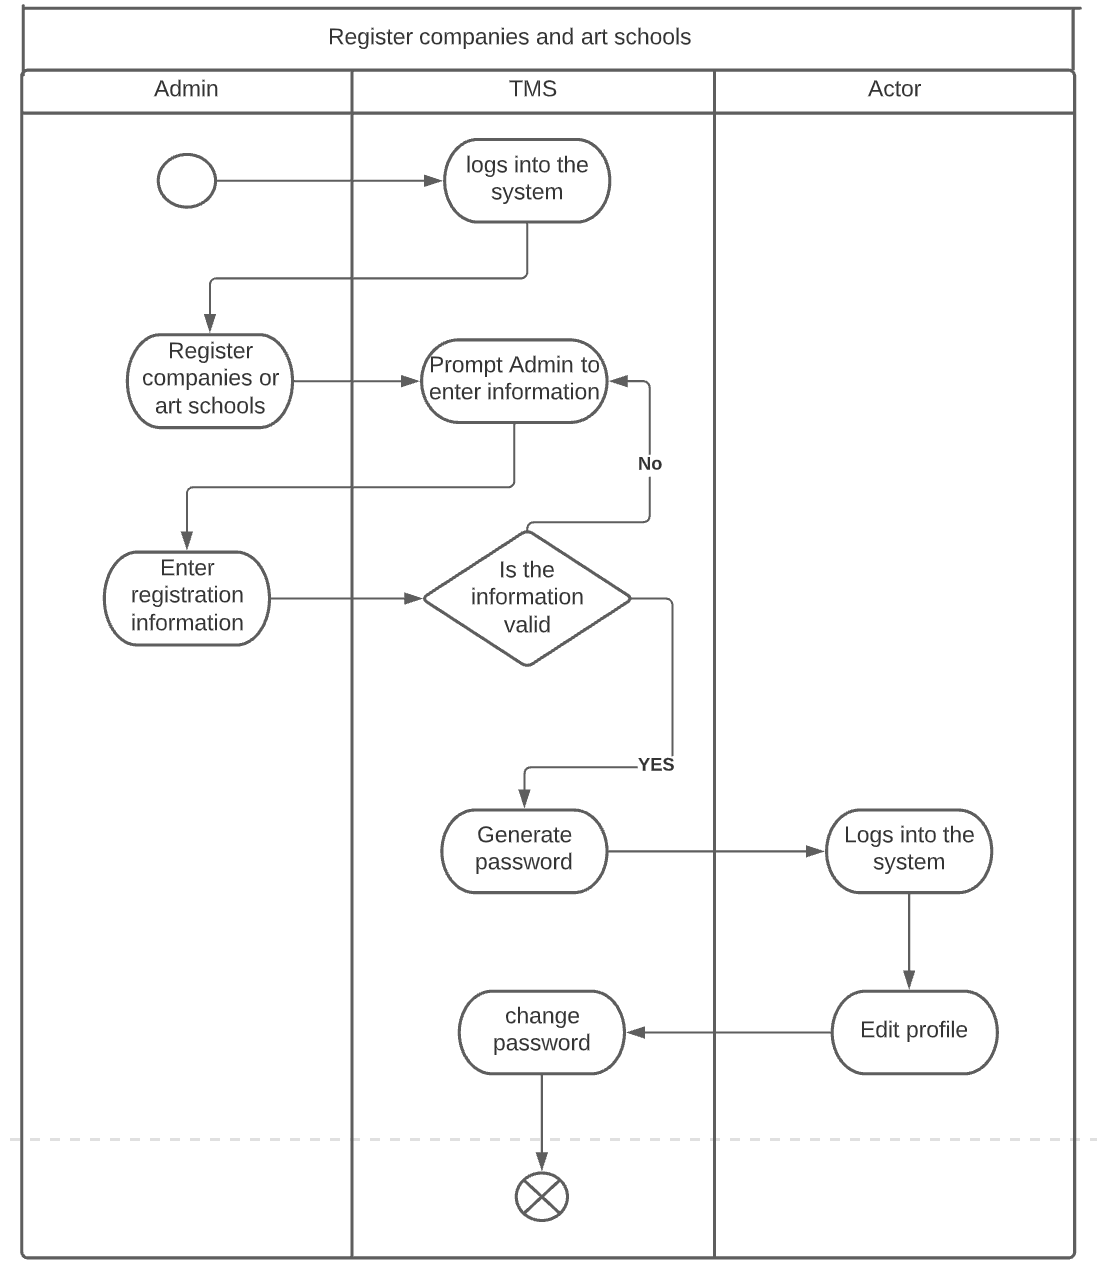 Register companies and art schools
Admin
TMS
Actor
logs into the
system
Register
companies or
art schools
Prompt Admin to
enter information
No
Enter
registration
information
Is the
information
valid
YES
Generate
password
Logs into the
system
change
password
Edit profile